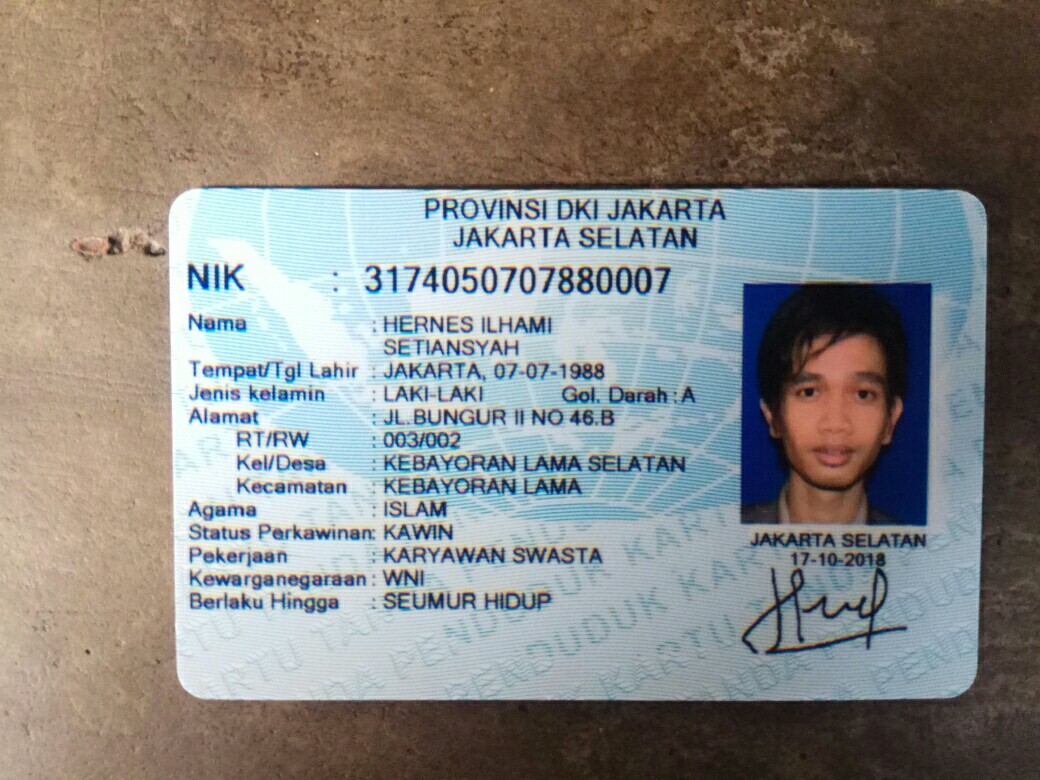 PROVINSI DKI JAKARTA
JAKARTA SELATAN
NIK : 3174050707880007
Nama : HERNES ILHAMI
SETIANSYAH
Tempat/Tgl Lahir : JAKARTA, 07-07-1988
Jenis kelamin : LAKI-LAKI Gol. Darah : A
Alamat : JL.BUNGUR II NO 46.B
RT/RW : 003/002
Kel/Desa : KEBAYORAN LAMA SELATAN
Kecamatan : KEBAYORAN LAMA
Agama : ISLAM
Status Perkawinan: KAWIN
Pekerjaan : KARYAWAN SWASTA
Kewarganegaraan : WNI
Berlaku Hingga : SEUMUR HIDUP
JAKARTA SELATAN
17-10-2018